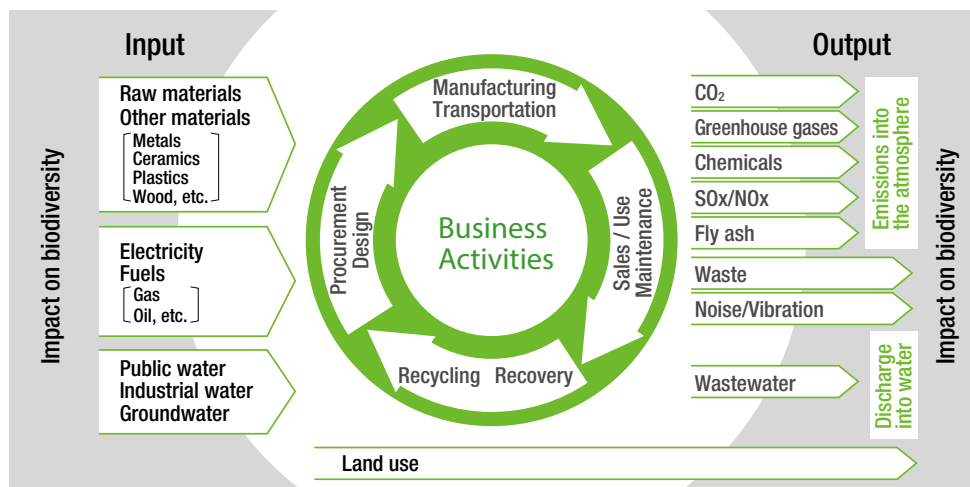 Input
Output
Impact on biodiversity
Raw materials
Other materials
Metals
Ceramics
Plastics
Wood, etc.
Electricity
Fuels
Gas
Oil, etc.
Public water
Industrial water
Groundwater
Manufacturing
Transportation
Procurement
Design
Business
Activities
Sales / Use
Maintenance
Recycling Recovery
CO₂
Greenhouse gases
Chemicals
SOx/NOx
Fly ash
Emissions into
the atmosphere
Waste
Noise/Vibration
Wastewater
Discharge
into water
Impact on biodiversity
Land use